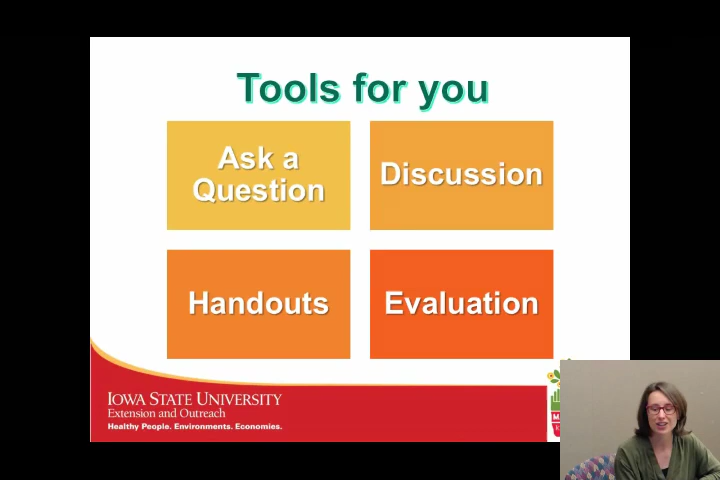 Tools for you
Ask a
Question
Discussion
Handouts
Evaluation
IOWA STATE UNIVERSITY
Extension and Outreach
Healthy People. Environments. Economies.